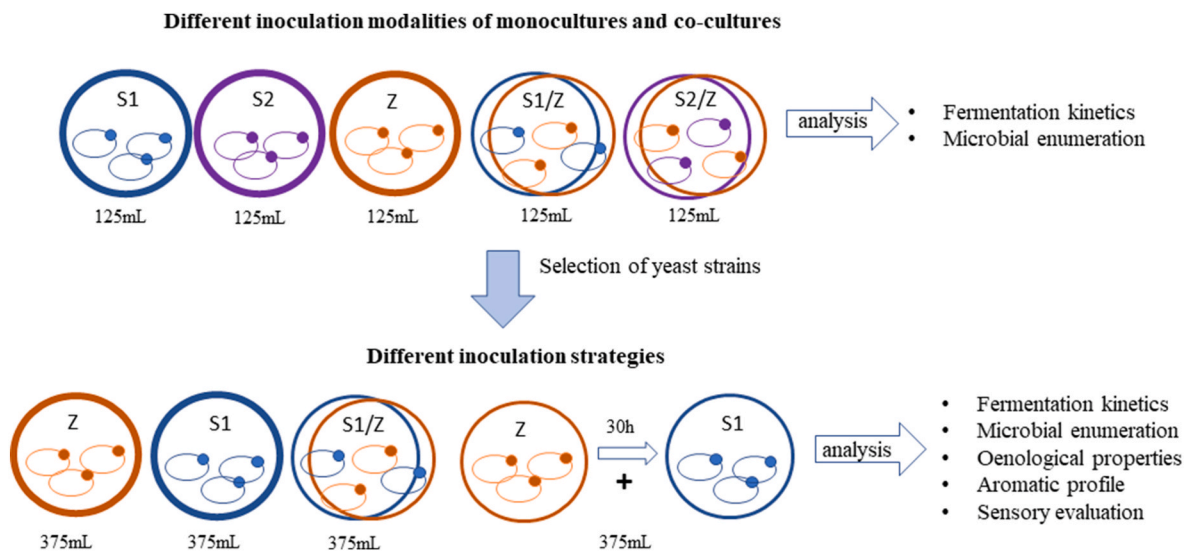 Different inoculation modalities of monocultures and co-cultures
S1
S2
Z
S1/Z
S2/Z
125mL
125mL
125mL
125mL
125mL
analysis
• Fermentation kinetics
• Microbial enumeration
Selection of yeast strains
Different inoculation strategies
Z
S1
S1/Z
Z
30h
+
S1
375mL
375mL
375mL
375mL
analysis
• Fermentation kinetics
• Microbial enumeration
• Oenological properties
• Aromatic profile
• Sensory evaluation